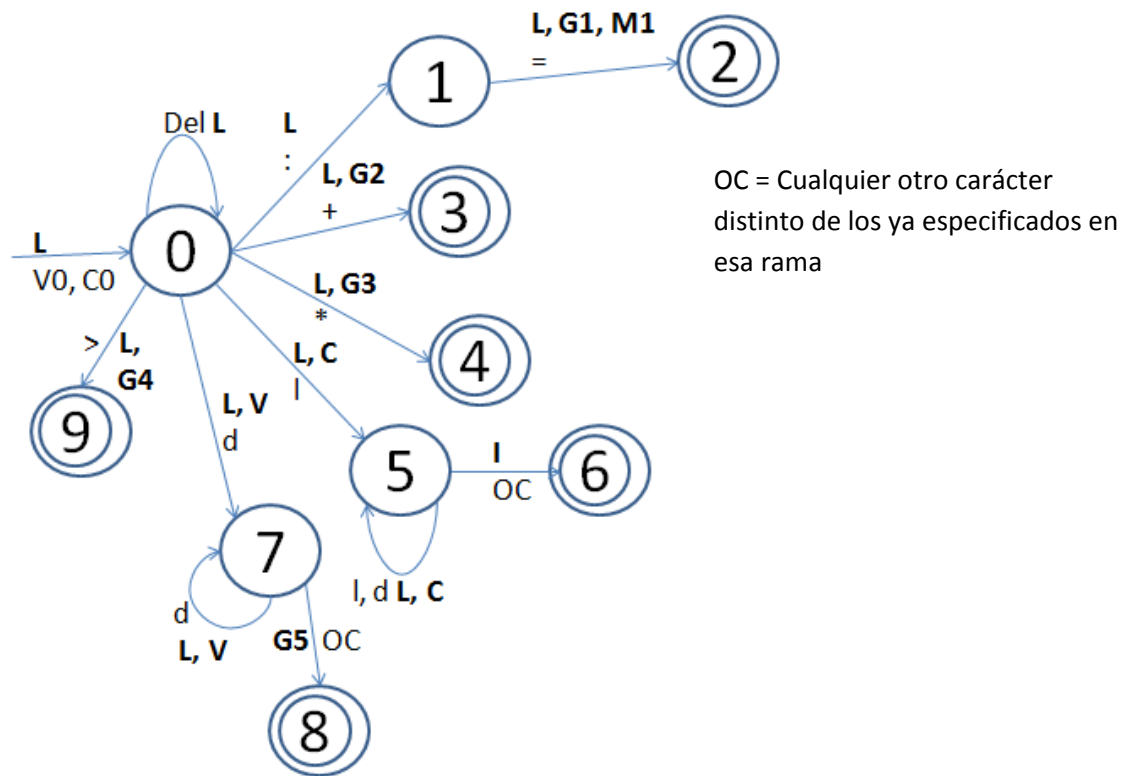 L, G1, M1
=
1
2
Del L
L
:
L, G2
+
3
OC = Cualquier otro carácter
distinto de los ya especificados en
esa rama
L
V0, C0
0
L, G3
*
4
> L,
G4
9
L, C
l
L, V
d
5
I
OC
6
l, d L, C
7
d
L, V
G5 OC
8